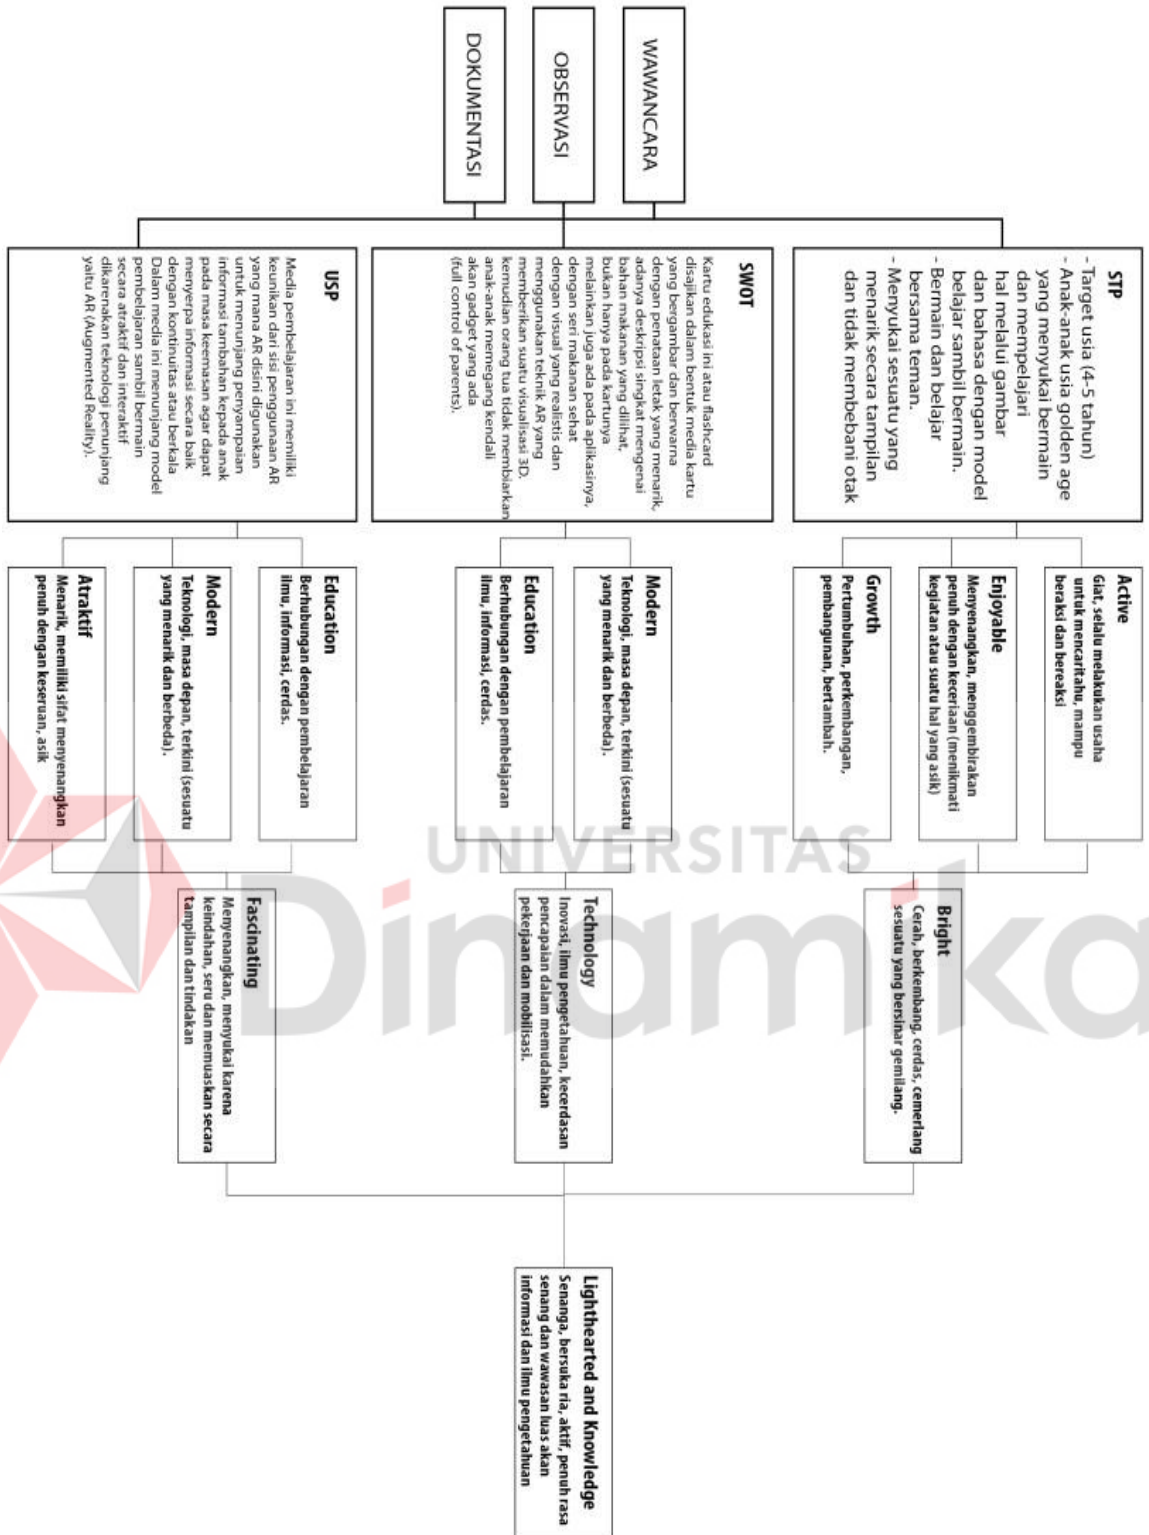 WAWANCARA
OBSERVASI
DOKUMENTASI
STP
- Target usia (4-5 tahun)
- Anak-anak usia golden age
yang menyukai bermain
dan mempelajari
hal melalui gambar
dan bahasa dengan model
belajar sambil bermain.
- Bermain dan belajar
bersama teman.
- Menyukai sesuatu yang
menarik secara tampilan
dan tidak membebani otak
SWOT
Kartu edukasi ini atau flashcard
disajikan dalam bentuk media kartu
yang bergambar dan berwarna
dengan penataan letak yang menarik,
adanya deskripsi singkat mengenai
bahan makanan yang dilihat,
bukan hanya pada kartunya
melainkan juga ada pada aplikasinya,
dengan seri makanan sehat
dengan visual yang realistis dan
menggunakan teknik AR yang
memberikan suatu visualisasi 3D.
kemudian orang tua tidak membiarkan
anak-anak memegang kendali
akan gadget yang ada
(full control of parents).
USP
Media pembelajaran ini memiliki
keunikan dari sisi penggunaan AR
yang mana AR disini digunakan
untuk menunjang penyampaian
informasi tambahan kepada anak
pada masa keemasan agar dapat
menyerpa informasi secara baik
dengan kontinuitas atau berkala
Dalam media ini menunjang model
pembelajaran sambil bermain
secara atraktif dan interaktif
dikarenakan teknologi penunjang
yaitu AR (Augmented Reality).
Active
Giat, selalu melakukan usaha
untuk mencaritahu, mampu
beraksi dan bereaksi
Enjoyable
Menyenangkan, menggembirakan
penuh dengan keceriaan (menikmati
kegiatan atau suatu hal yang asik)
Growth
Pertumbuhan, perkembangan,
pembangunan, bertambah.
Modern
Teknologi, masa depan, terkini (sesuatu
yang menarik dan berbeda).
Education
Berhubungan dengan pembelajaran
ilmu, informasi, cerdas.
Education
Berhubungan dengan pembelajaran
ilmu, informasi, cerdas.
Modern
Teknologi, masa depan, terkini (sesuatu
yang menarik dan berbeda).
Atraktif
Menarik, memiliki sifat menyenangkan
penuh dengan keseruan, asik
Bright
Cerah, berkembang, cerdas, cemerlang
sesuatu yang bersinar gemilang.
Technology
Inovasi, ilmu pengetahuan, kecerdasan
pencapaian dalam memudahkan
pekerjaan dan mobilisasi.
Fascinating
Menyenangkan, menyukai karena
keindahan, seru dan memuaskan secara
tampilan dan tindakan
Lighthearted and Knowledge
Senanga, bersuka ria, aktif, penuh rasa
senang dan wawasan luas akan
informasi dan ilmu pengetahuan
UNIVERSITAS
Dinamika